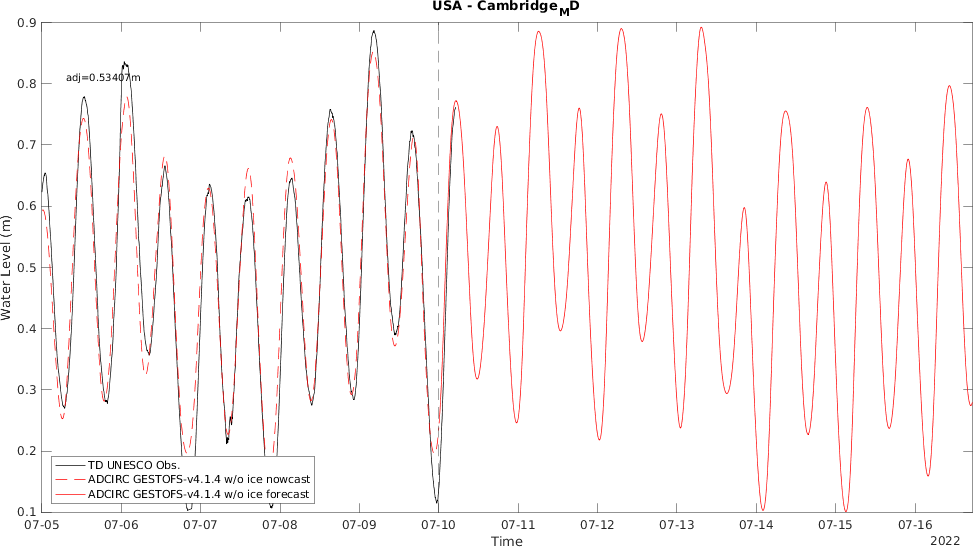 USA - Cambridge_MD
0.9
0.8
adj=0.53407m
0.7
0.6
0.5
0.4
0.3
0.2
0.1
Water Level (m)
TD UNESCO Obs.
ADCIRC GESTOFS-v4.1.4 w/o ice nowcast
ADCIRC GESTOFS-v4.1.4 w/o ice forecast
07-05 07-06 07-07 07-08 07-09 07-10 07-11 07-12 07-13 07-14 07-15 07-16
Time
2022